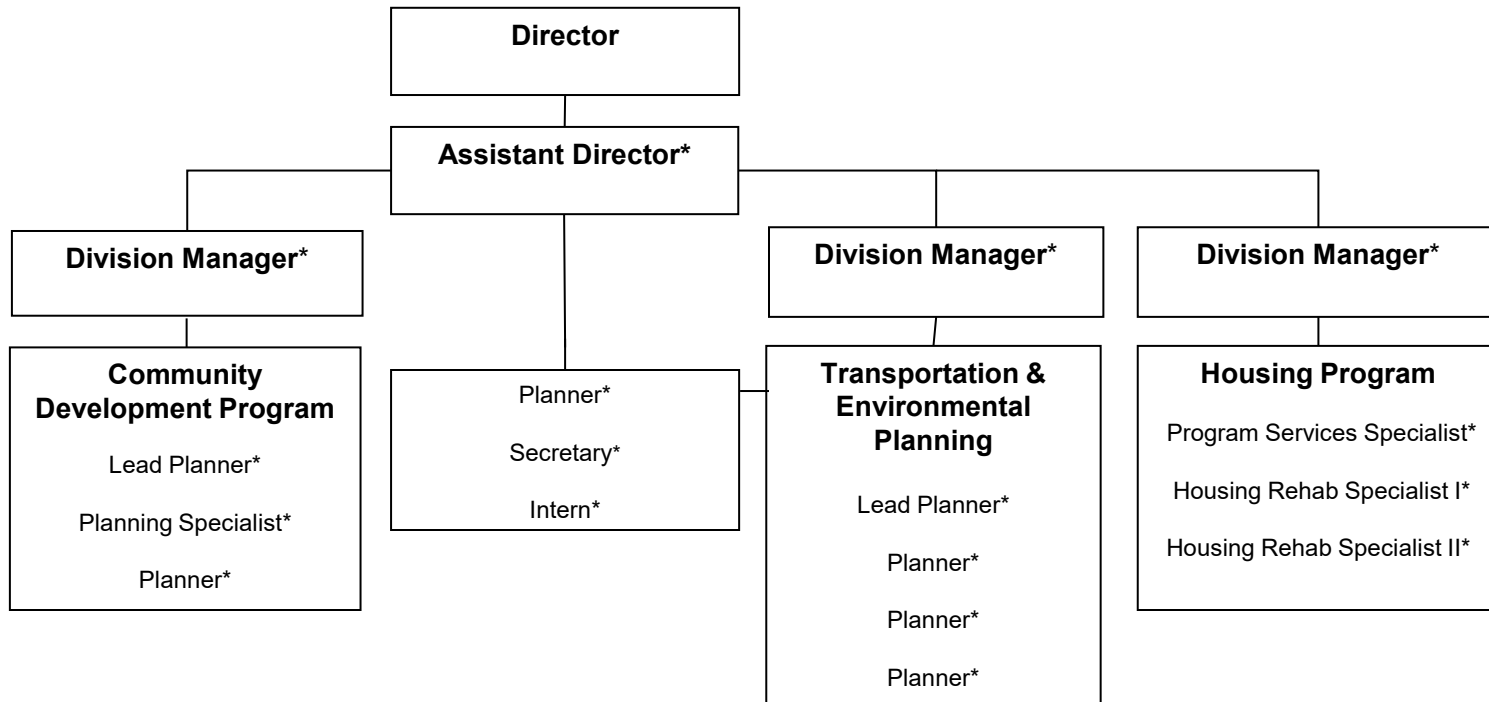 Director
Assistant Director*
Division Manager*
Division Manager*
Division Manager*
Community
Development Program
Lead Planner*
Planning Specialist*
Planner*
Planner*
Secretary*
Intern*
Transportation &
Environmental
Planning
Lead Planner*
Planner*
Planner*
Planner*
Housing Program
Program Services Specialist*
Housing Rehab Specialist I*
Housing Rehab Specialist II*